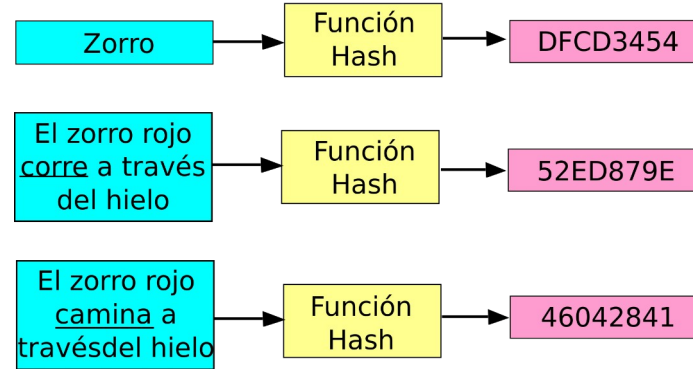 Zorro
Función
Hash
DFCD3454
El zorro rojo
corre a través
del hielo
Función
Hash
52ED879E
El zorro rojo
camina a
travésdel hielo
Función
Hash
46042841